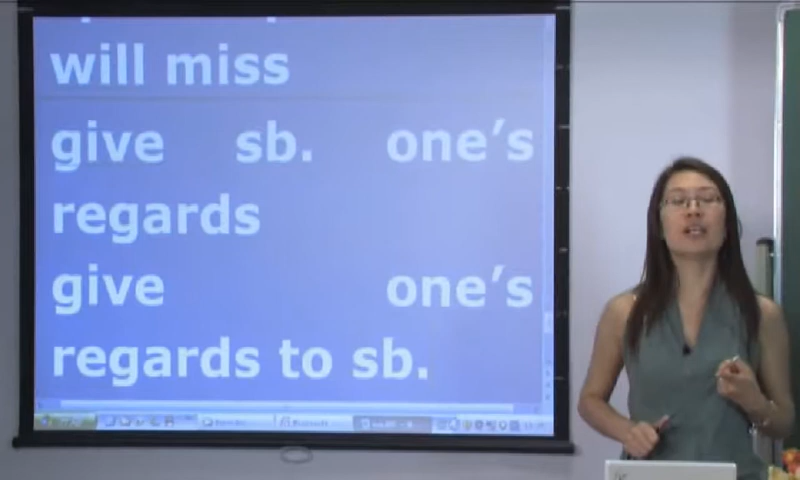 will miss
give sb. one's
regards
give one's
regards to sb.